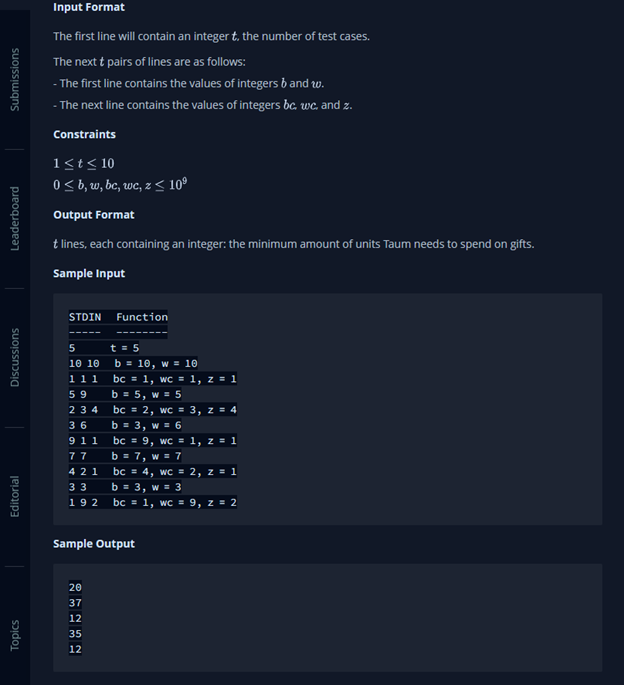 Input Format
The first line will contain an integer t, the number of test cases.
The next t pairs of lines are as follows:
- The first line contains the values of integers b and w.
- The next line contains the values of integers bc, wc, and z.
Constraints
1 ≤ t ≤ 10
0 ≤ b, w, bc, wc, z ≤ 10⁹
Output Format
t lines, each containing an integer: the minimum amount of units Taum needs to spend on gifts.
Sample Input
STDIN Function
----- --------
5 t = 5
10 10 b = 10, w = 10
1 1 1 bc = 1, wc = 1, z = 1
5 9 b = 5, w = 5
2 3 4 bc = 2, wc = 3, z = 4
3 6 b = 3, w = 6
9 1 1 bc = 9, wc = 1, z = 1
7 7 b = 7, w = 7
4 2 1 bc = 4, wc = 2, z = 1
3 3 b = 3, w = 3
1 9 2 bc = 1, wc = 9, z = 2
Sample Output
20
37
12
35
12
Submissions
Leaderboard
Discussions
Editorial
Topics